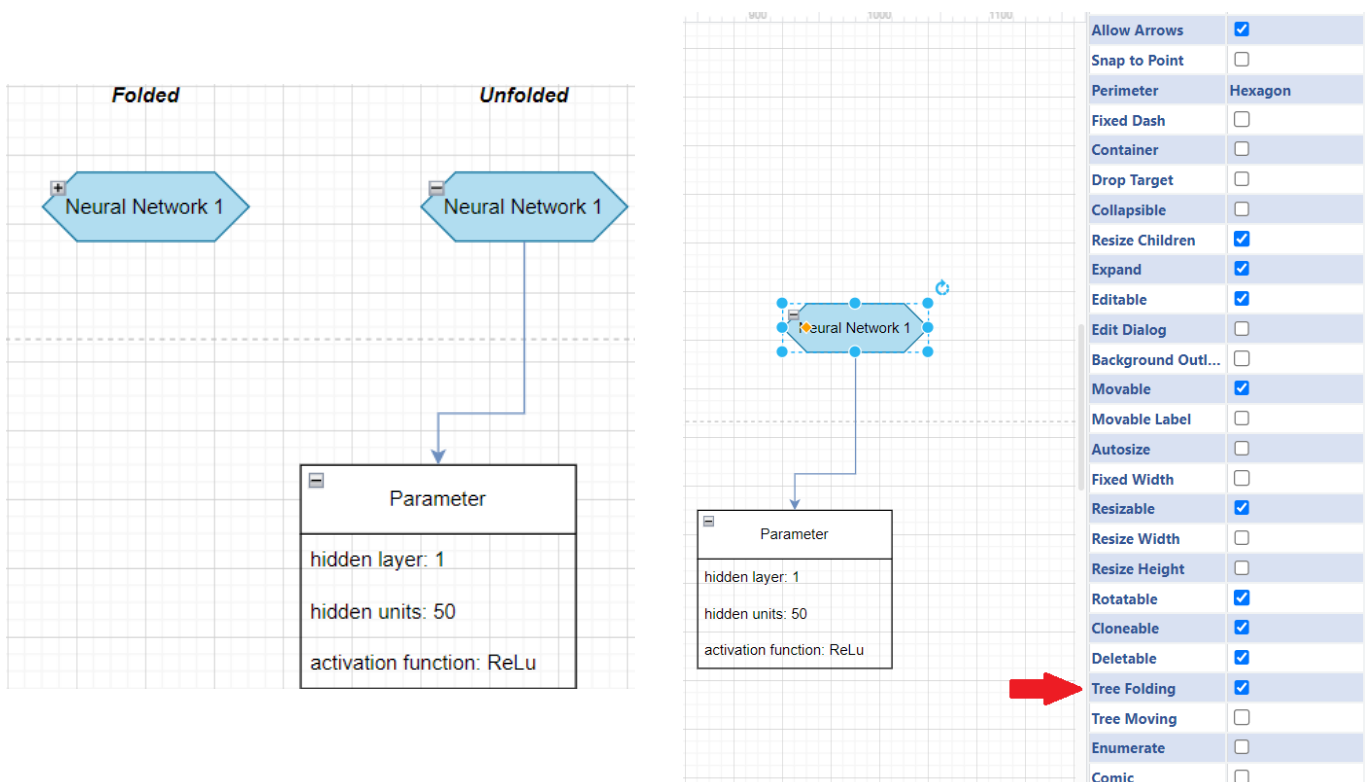 Folded
Unfolded
Neural Network 1
Neural Network 1
Parameter
hidden layer: 1
hidden units: 50
activation function: ReLu
900
1000
1100
Neural Network 1
Parameter
hidden layer: 1
hidden units: 50
activation function: ReLu
Allow Arrows
Snap to Point
Perimeter Hexagon
Fixed Dash
Container
Drop Target
Collapsible
Resize Children
Expand
Editable
Edit Dialog
Background Outl...
Movable
Movable Label
Autosize
Fixed Width
Resizable
Resize Width
Resize Height
Rotatable
Cloneable
Deletable
Tree Folding
Tree Moving
Enumerate
Comic